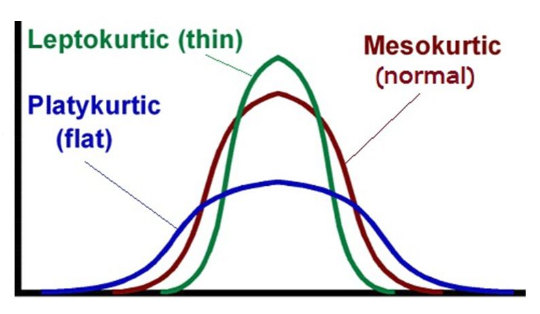 Leptokurtic (thin)
Mesokurtic
(normal)
Platykurtic
(flat)